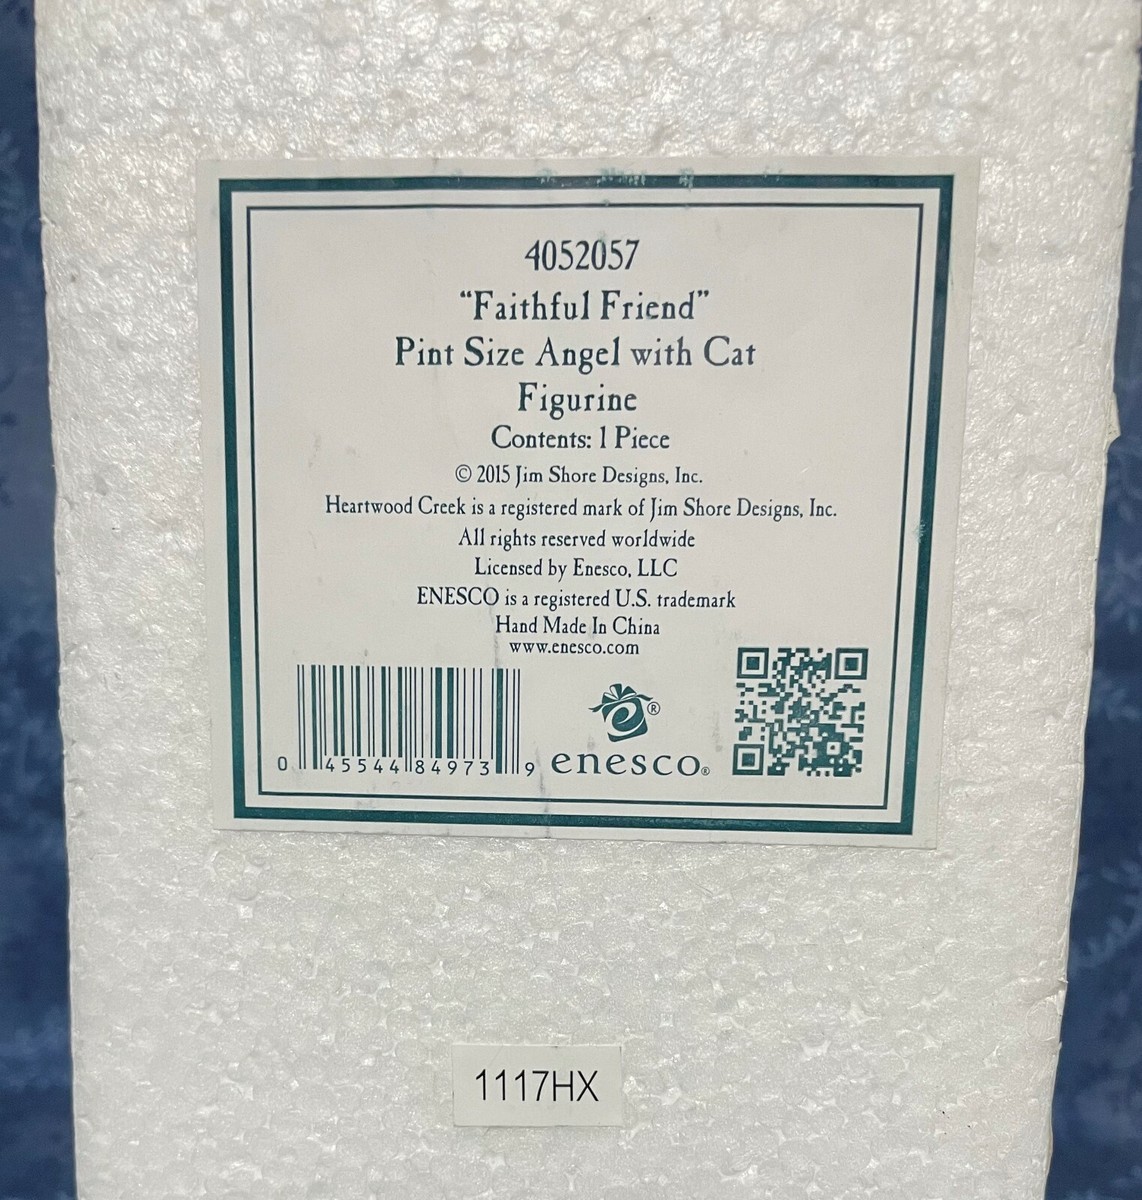 4052057
“Faithful Friend”
Pint Size Angel with Cat
Figurine
Contents: 1 Piece
© 2015 Jim Shore Designs, Inc.
Heartwood Creek is a registered mark of Jim Shore Designs, Inc.
All rights reserved worldwide
Licensed by Enesco, LLC
ENESCO is a registered U.S. trademark
Hand Made In China
www.enesco.com
0 45544 84973 9
e®
enesco®
1117HX